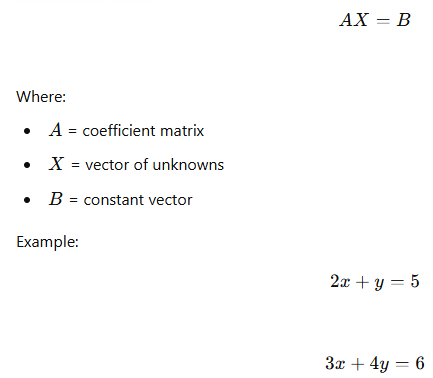 AX = B
Where:
• A = coefficient matrix
• X = vector of unknowns
• B = constant vector
Example:
2x + y = 5
3x + 4y = 6